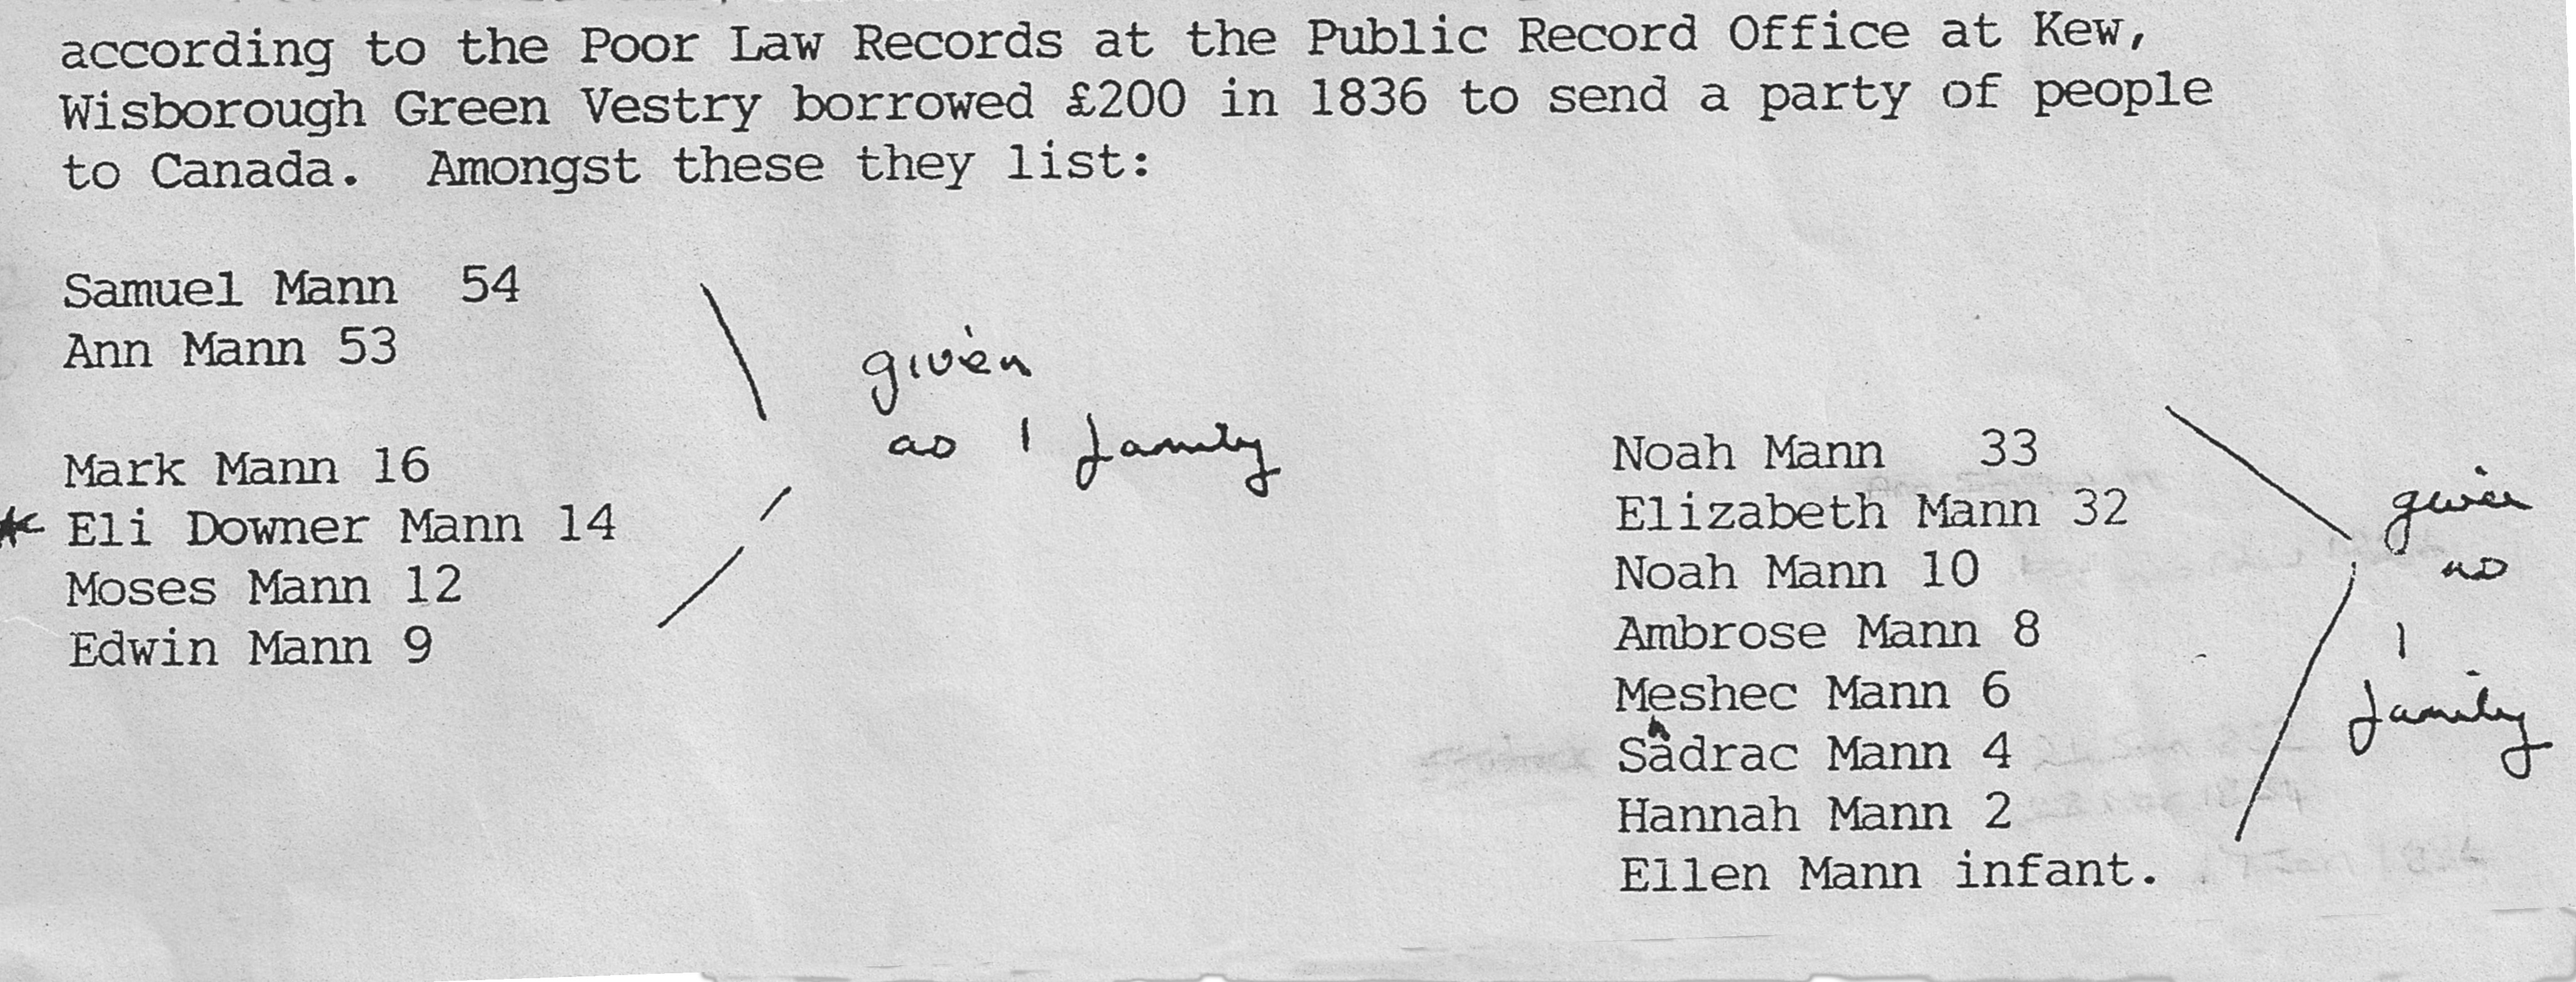 according to the Poor Law Records at the Public Record Office at Kew,
Wisborough Green Vestry borrowed £200 in 1836 to send a party of people
to Canada. Amongst these they list:
Samuel Mann 54
Ann Mann 53
Mark Mann 16
Eli Downer Mann 14
Moses Mann 12
Edwin Mann 9
given
as 1 family
Noah Mann 33
Elizabeth Mann 32
Noah Mann 10
Ambrose Mann 8
Meshec Mann 6
Shadrac Mann 4
Hannah Mann 2
Ellen Mann infant.
given
as
1
family